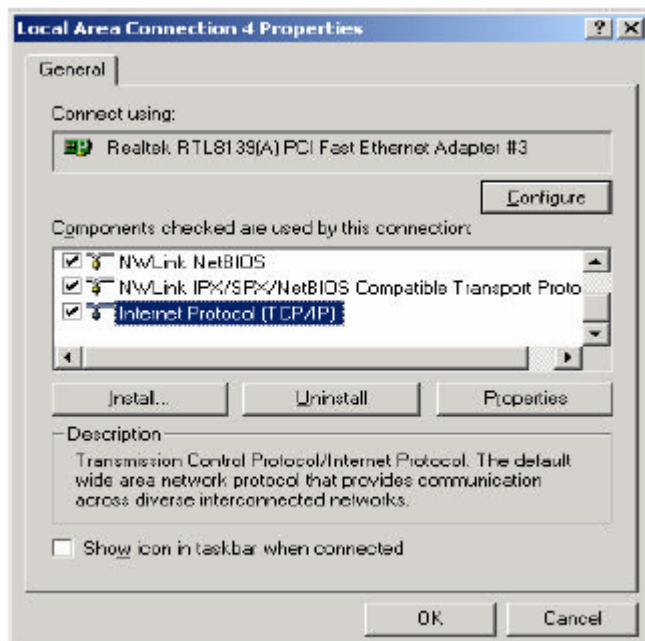 Local Area Connection 4 Properties
General
Connect using:
Realtek RTL8139(A) PCI Fast Ethernet Adapter #3
Configure
Components checked are used by this connection:
NWLink NetBIOS
NWLink IPX/SPX/NetBIOS Compatible Transport Proto
Internet Protocol (TCP/IP)
Install...
Uninstall
Properties
Description
Transmission Control Protocol/Internet Protocol. The default
wide area network protocol that provides communication
across diverse interconnected networks.
Show icon in taskbar when connected
OK
Cancel